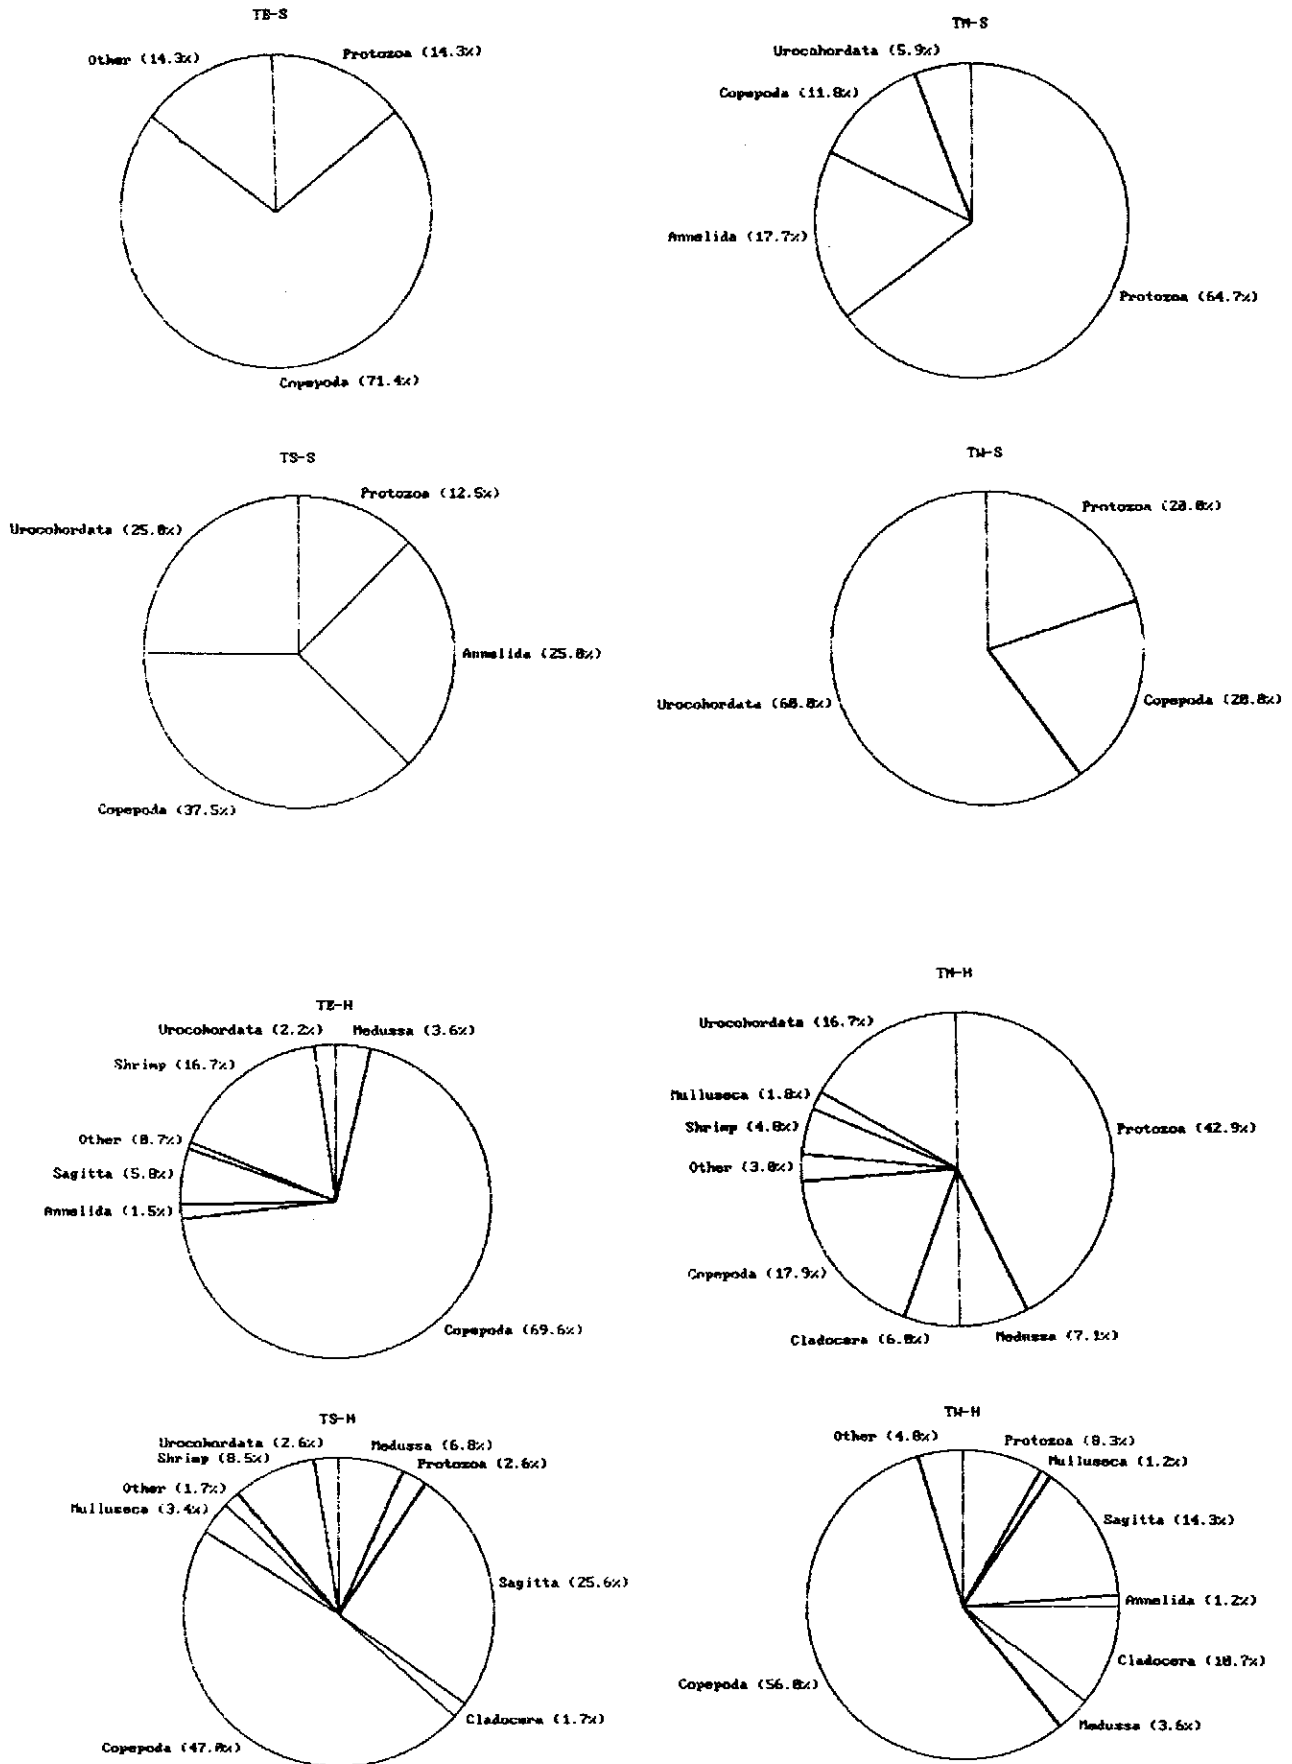 TE-S
Other (14.3%)
Protozoa (14.3%)
Copepoda (71.4%)
TN-S
Urocohordata (5.9%)
Copepoda (11.8%)
Annelida (17.7%)
Protozoa (64.7%)
TS-S
Protozoa (12.5%)
Urocohordata (25.0%)
Annelida (25.0%)
Copepoda (37.5%)
TW-S
Protozoa (20.0%)
Urocohordata (60.0%)
Copepoda (20.0%)
TE-H
Urocohordata (2.2%)
Medussa (3.6%)
Shrimp (16.7%)
Other (0.7%)
Sagitta (5.8%)
Annelida (1.5%)
Copepoda (69.6%)
TN-H
Urocohordata (16.7%)
Mulluseca (1.8%)
Shrimp (4.8%)
Other (3.0%)
Protozoa (42.9%)
Copepoda (17.9%)
Cladocera (6.0%)
Medussa (7.1%)
TS-H
Urocohordata (2.6%)
Medussa (6.8%)
Shrimp (8.5%)
Protozoa (2.6%)
Other (1.7%)
Mulluseca (3.4%)
Sagitta (25.6%)
Cladocera (1.7%)
Copepoda (47.0%)
TW-H
Other (4.8%)
Protozoa (8.3%)
Mulluseca (1.2%)
Sagitta (14.3%)
Annelida (1.2%)
Cladocera (10.7%)
Copepoda (56.0%)
Medussa (3.6%)